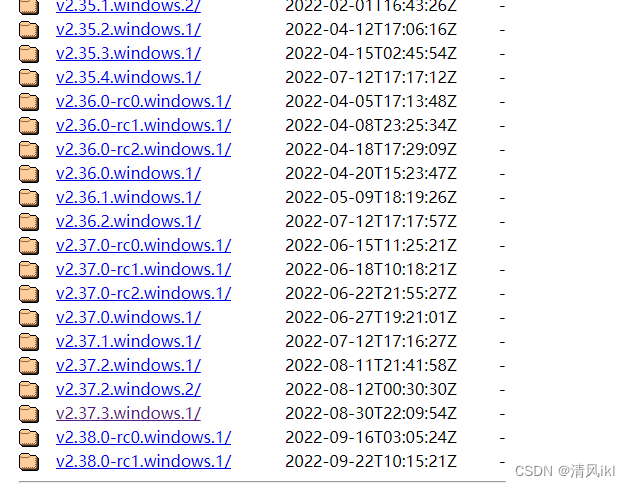 v2.35.1.windows.2/ 2022-02-01T16:43:26Z -
v2.35.2.windows.1/ 2022-04-12T17:06:16Z -
v2.35.3.windows.1/ 2022-04-15T02:45:54Z -
v2.35.4.windows.1/ 2022-07-12T17:17:12Z -
v2.36.0-rc0.windows.1/ 2022-04-05T17:13:48Z -
v2.36.0-rc1.windows.1/ 2022-04-08T23:25:34Z -
v2.36.0-rc2.windows.1/ 2022-04-18T17:29:09Z -
v2.36.0.windows.1/ 2022-04-20T15:23:47Z -
v2.36.1.windows.1/ 2022-05-09T18:19:26Z -
v2.36.2.windows.1/ 2022-07-12T17:17:57Z -
v2.37.0-rc0.windows.1/ 2022-06-15T11:25:21Z -
v2.37.0-rc1.windows.1/ 2022-06-18T10:18:21Z -
v2.37.0-rc2.windows.1/ 2022-06-22T21:55:27Z -
v2.37.0.windows.1/ 2022-06-27T19:21:01Z -
v2.37.1.windows.1/ 2022-07-12T17:16:27Z -
v2.37.2.windows.1/ 2022-08-11T21:41:58Z -
v2.37.2.windows.2/ 2022-08-12T00:30:30Z -
v2.37.3.windows.1/ 2022-08-30T22:09:54Z -
v2.38.0-rc0.windows.1/ 2022-09-16T03:05:24Z -
v2.38.0-rc1.windows.1/ 2022-09-22T10:15:21Z -
CSDN @清风ikl